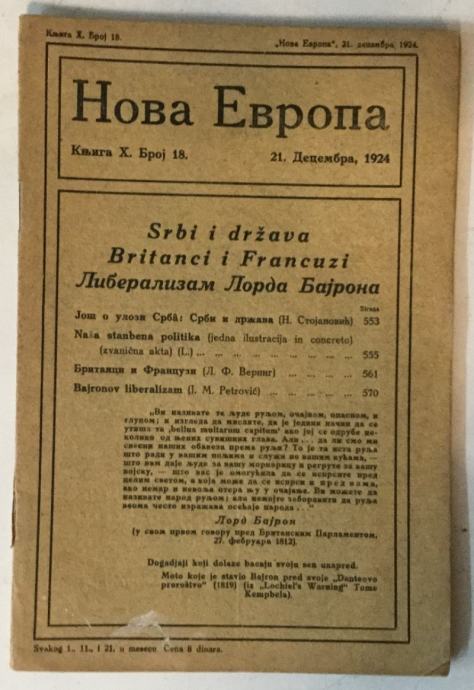 Књига X. Број 18.
„Нова Европа“, 21. децембра, 1924.
Нова Европа
Књига X. Број 18.
21. Децембра, 1924
Srbi i država
Britanci i Francuzi
Либерализам Лорда Бајрона
Strana
Још о улози Срба: Срби и држава (Н. Стојановић) 553
Naša stanbena politika (jedna ilustracija in concreto)
(zvanična akta) (L.) ... ... ... ... ... ... ... ... 555
Британци и Французи (Л. Ф. Веринг) ... ... ... ... 561
Bajronov liberalizam (J. M. Petrović) ... ... ... ... 570
„Ви називате те људе руљом, очајном, опасном, и
глупом; и изгледа да мислите, да је једини начин да се
утиша та ‚bellua multorum capitum‘ ако јој се одрубе не-
колико од њених сувишних глава. Али . . . да ли смо ми
свесни наших обавеза према руљи? То је та иста руља
што ради у вашим пољима и служи по вашим кућама, —
што вам даје људе за вашу морнарицу и регруте за вашу
војску, — што вас је омогућила да се испрсите пред
целим светом, а која може да се испрси и пред вама,
ако немар и невоља отера њу у очајање. Ви можете да
називате народ руљом; али немојте заборавити да руља
веома често изражава осећаје народа . . .“
Лорд Бајрон
(у свом првом говору пред Британским Парламентом,
27. фебруара 1812).
Dogadjaji koji dolaze bacaju svoju sen unapred.
Moto koje je stavio Bajron pred svoje „Danteovo
proroštvo“ (1819) (iz „Lochiel's Warning“ Tome
Kempbela).
Svakog 1., 11., i 21. u mesecu. Cena 8 dinara.